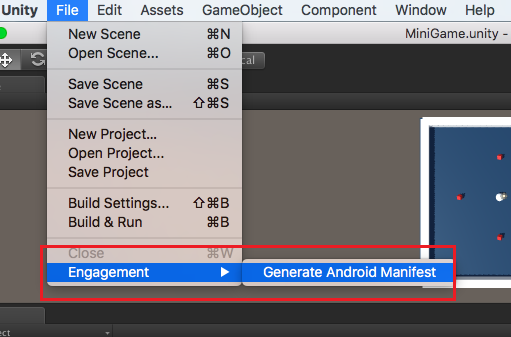 Unity File Edit Assets GameObject Component Window Help
MiniGame.unity -
New Scene ⌘N
Open Scene... ⌘O
Save Scene ⌘S
Save Scene as... ⇧⌘S
New Project...
Open Project...
Save Project
Build Settings... ⇧⌘B
Build & Run ⌘B
Close ⌘W
Engagement ▶ Generate Android Manifest